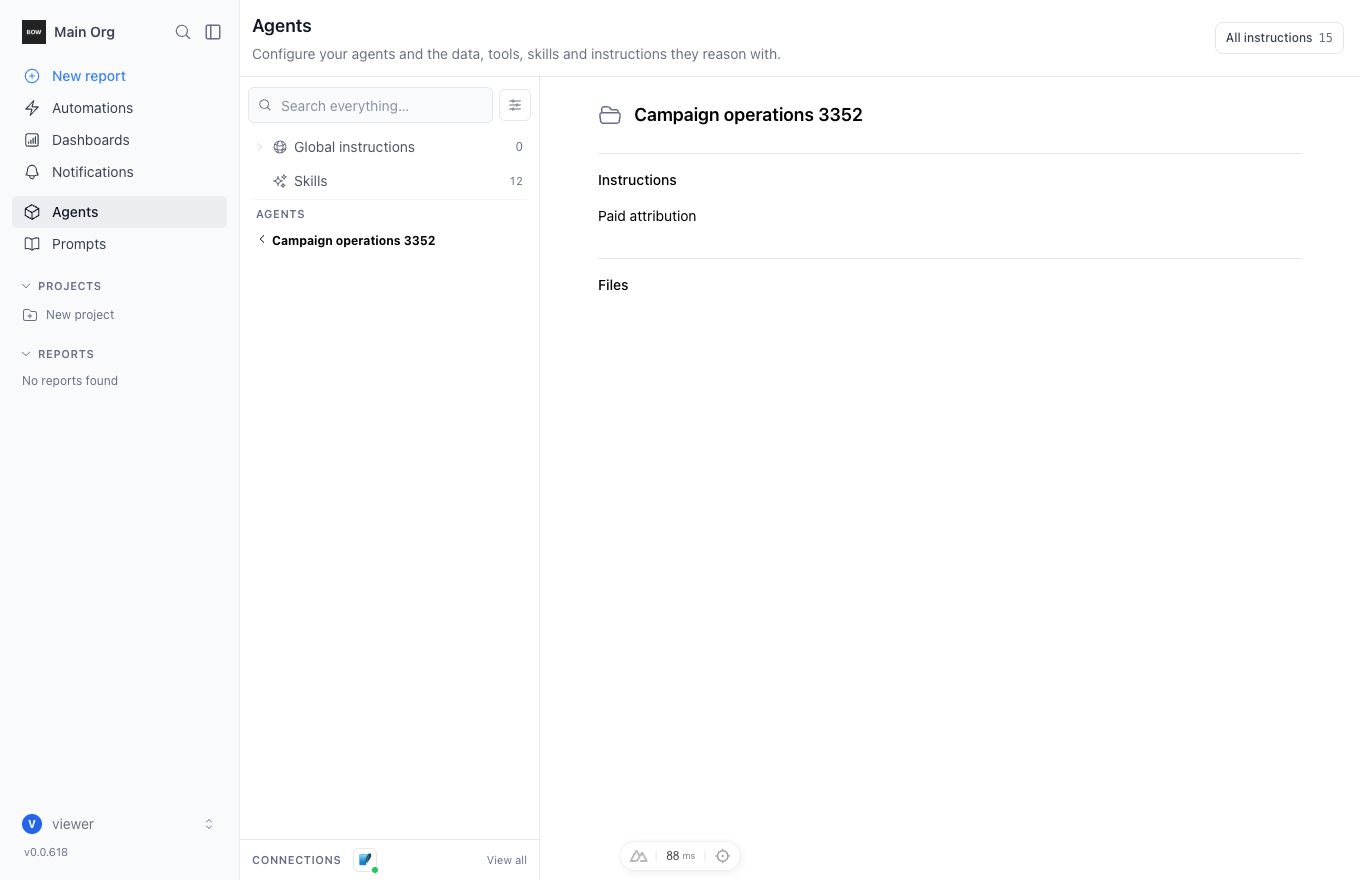 BOW
Main Org
New report
Automations
Dashboards
Notifications
Agents
Prompts
PROJECTS
New project
REPORTS
No reports found
V
viewer
v0.0.618
Agents
Configure your agents and the data, tools, skills and instructions they reason with.
All instructions 15
Search everything...
Global instructions 0
Skills 12
AGENTS
Campaign operations 3352
CONNECTIONS
View all
Campaign operations 3352
Instructions
Paid attribution
Files
88 ms